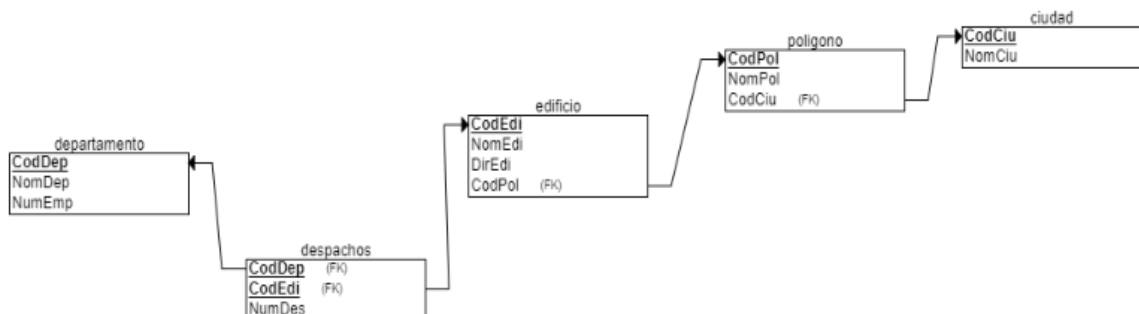 departamento
CodDep
NomDep
NumEmp
despachos
CodDep (FK)
CodEdi (FK)
NumDes
edificio
CodEdi
NomEdi
DirEdi
CodPol (FK)
poligono
CodPol
NomPol
CodCiu (FK)
ciudad
CodCiu
NomCiu